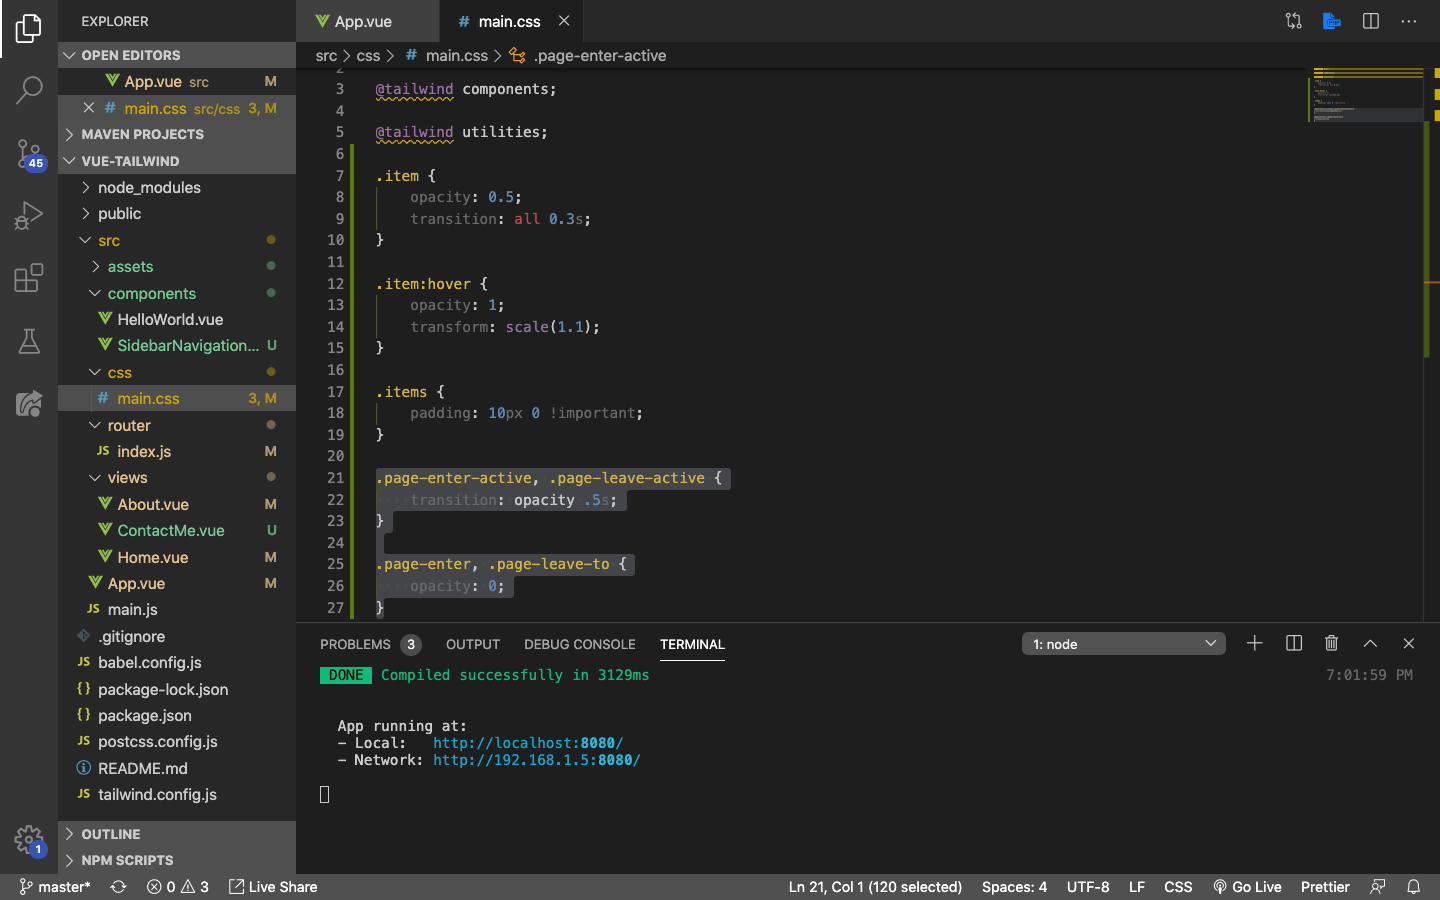 EXPLORER
OPEN EDITORS
App.vue src M
# main.css src/css 3, M
MAVEN PROJECTS
VUE-TAILWIND
node_modules
public
src
assets
components
HelloWorld.vue
SidebarNavigation... U
css
# main.css 3, M
router
JS index.js M
views
About.vue M
ContactMe.vue U
Home.vue M
App.vue M
JS main.js
.gitignore
JS babel.config.js
{} package-lock.json
{} package.json
JS postcss.config.js
README.md
JS tailwind.config.js
OUTLINE
NPM SCRIPTS
45
1
App.vue
# main.css
src > css > # main.css > .page-enter-active
2
3 @tailwind components;
4
5 @tailwind utilities;
6
7 .item {
8 opacity: 0.5;
9 transition: all 0.3s;
10 }
11
12 .item:hover {
13 opacity: 1;
14 transform: scale(1.1);
15 }
16
17 .items {
18 padding: 10px 0 !important;
19 }
20
21 .page-enter-active, .page-leave-active {
22 transition: opacity .5s;
23 }
24
25 .page-enter, .page-leave-to {
26 opacity: 0;
27 }
PROBLEMS 3 OUTPUT DEBUG CONSOLE TERMINAL 1: node
DONE Compiled successfully in 3129ms 7:01:59 PM
App running at:
- Local: http://localhost:8080/
- Network: http://192.168.1.5:8080/
master* 0 3 Live Share Ln 21, Col 1 (120 selected) Spaces: 4 UTF-8 LF CSS Go Live Prettier